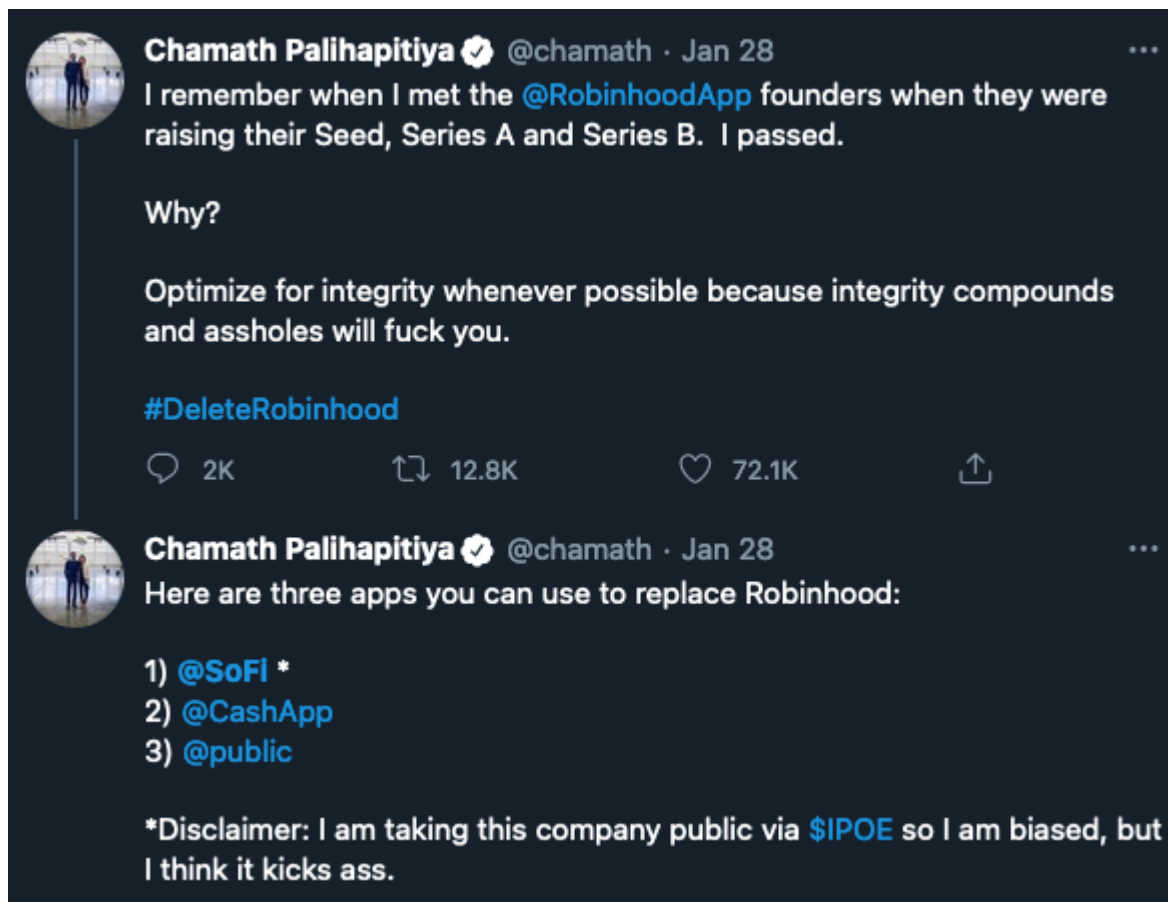 Chamath Palihapitiya @chamath · Jan 28
I remember when I met the @RobinhoodApp founders when they were
raising their Seed, Series A and Series B.  I passed.
Why?
Optimize for integrity whenever possible because integrity compounds
and assholes will fuck you.
#DeleteRobinhood
2K 12.8K 72.1K
Chamath Palihapitiya @chamath · Jan 28
Here are three apps you can use to replace Robinhood:
1) @SoFi *
2) @CashApp
3) @public
*Disclaimer: I am taking this company public via $IPOE so I am biased, but
I think it kicks ass.